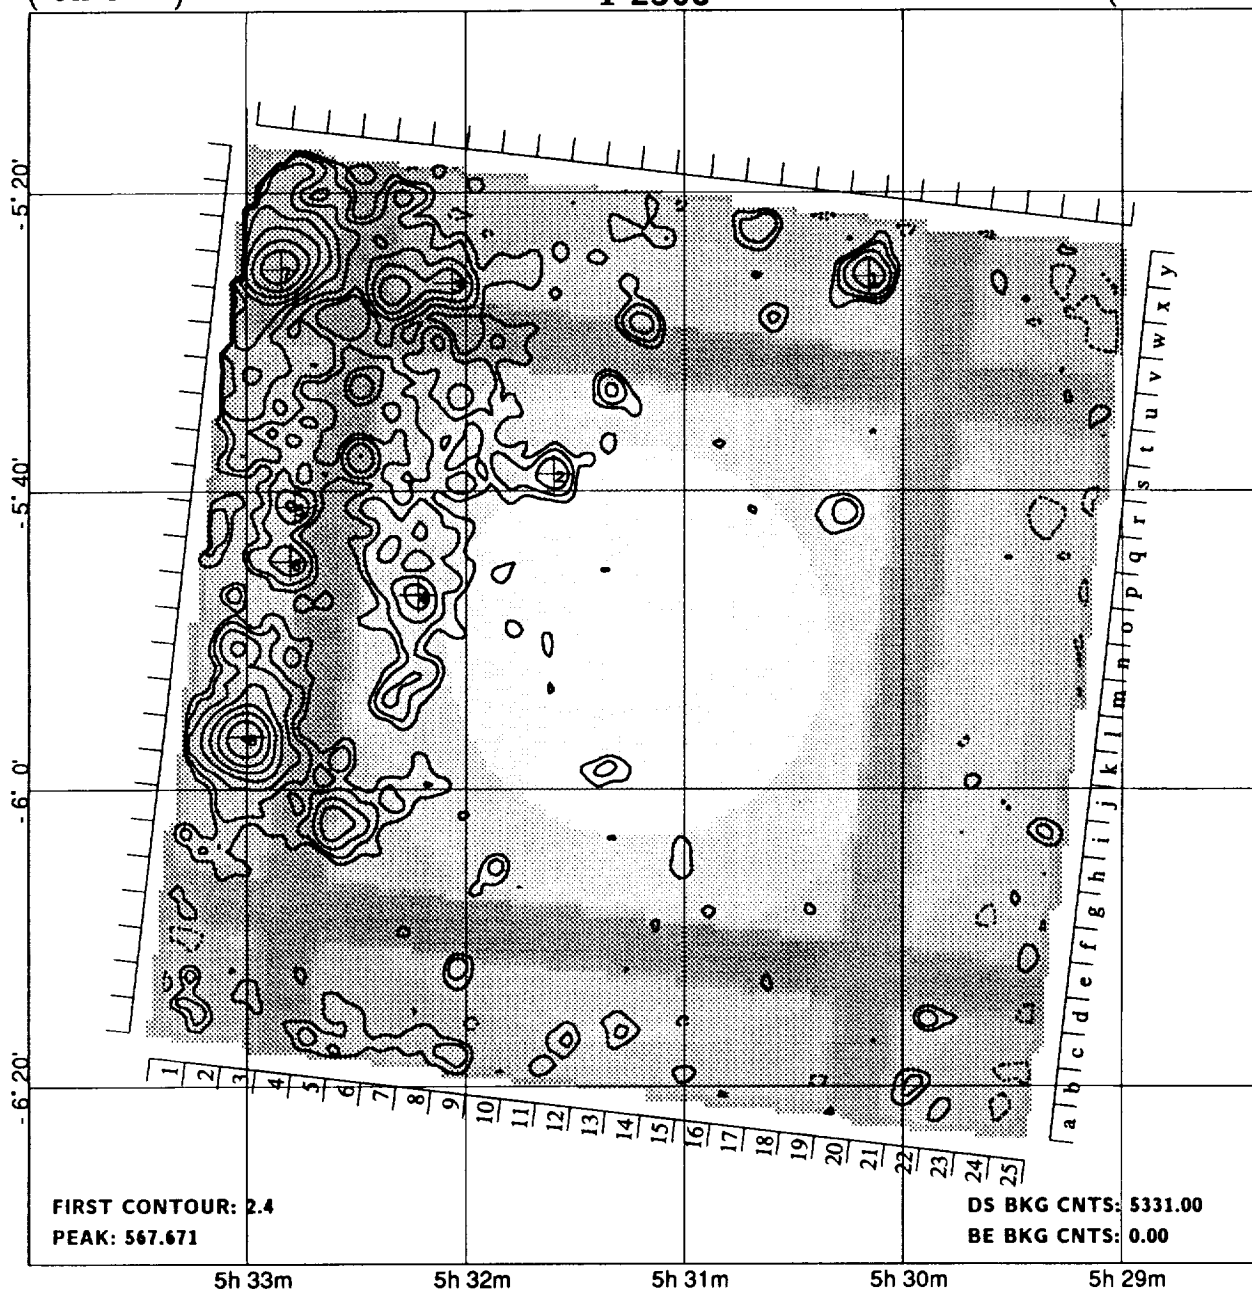 - 5° 20'
- 5° 40'
- 6° 0'
- 6° 20'
y
x
w
v
u
t
s
r
q
p
o
n
m
l
k
j
i
h
g
f
e
d
c
b
a
1 2 3 4 5 6 7 8 9 10 11 12 13 14 15 16 17 18 19 20 21 22 23 24 25
FIRST CONTOUR: 2.4
PEAK: 567.671
DS BKG CNTS: 5331.00
BE BKG CNTS: 0.00
5h 33m 5h 32m 5h 31m 5h 30m 5h 29m